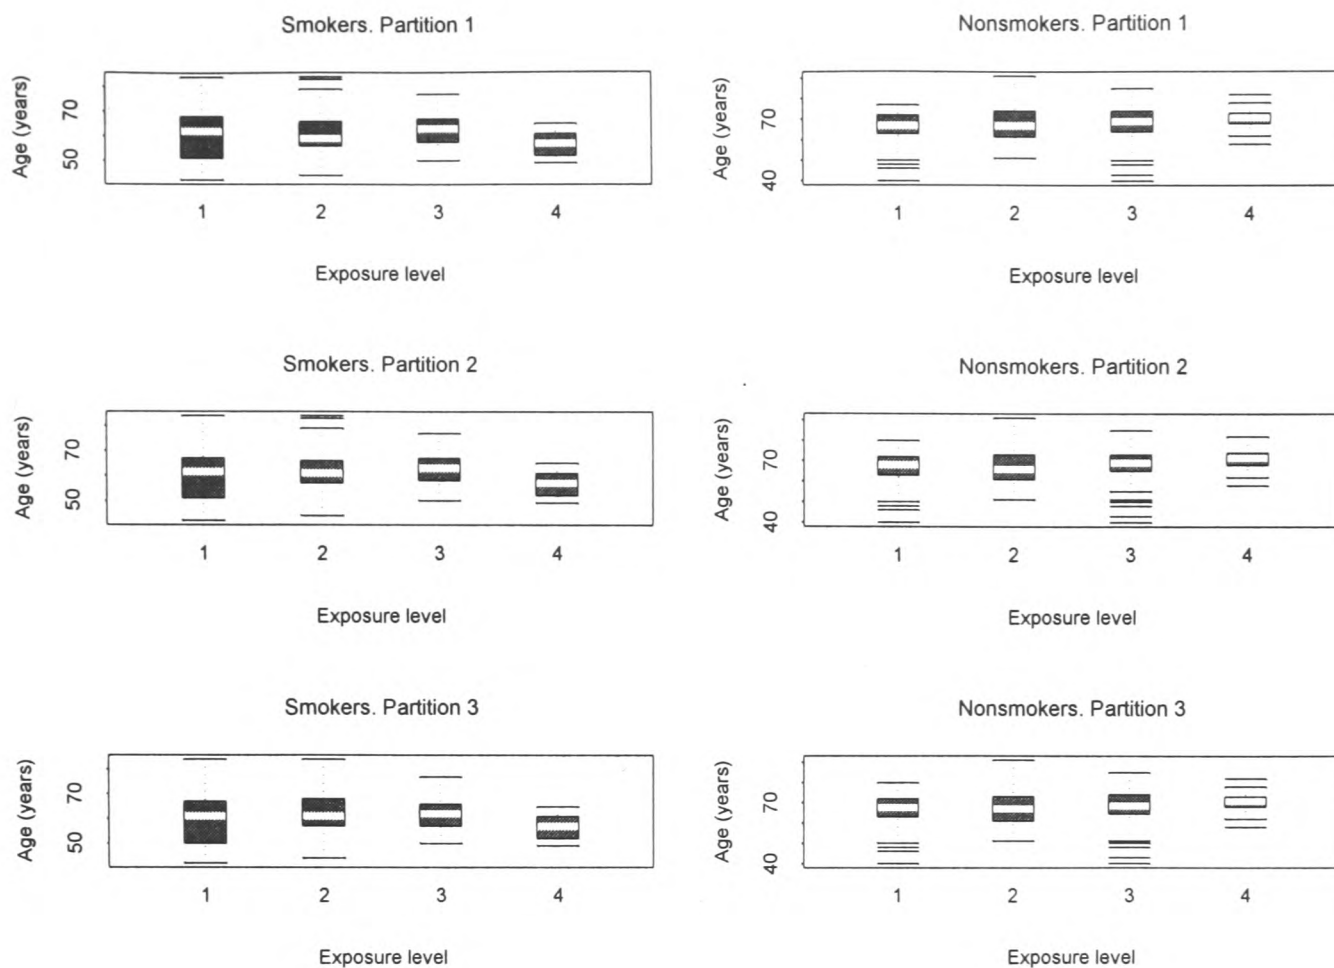 Smokers. Partition 1
Age (years)
70
50
1 2 3 4
Exposure level
Nonsmokers. Partition 1
Age (years)
70
40
1 2 3 4
Exposure level
Smokers. Partition 2
Age (years)
70
50
1 2 3 4
Exposure level
Nonsmokers. Partition 2
Age (years)
70
40
1 2 3 4
Exposure level
Smokers. Partition 3
Age (years)
70
50
1 2 3 4
Exposure level
Nonsmokers. Partition 3
Age (years)
70
40
1 2 3 4
Exposure level